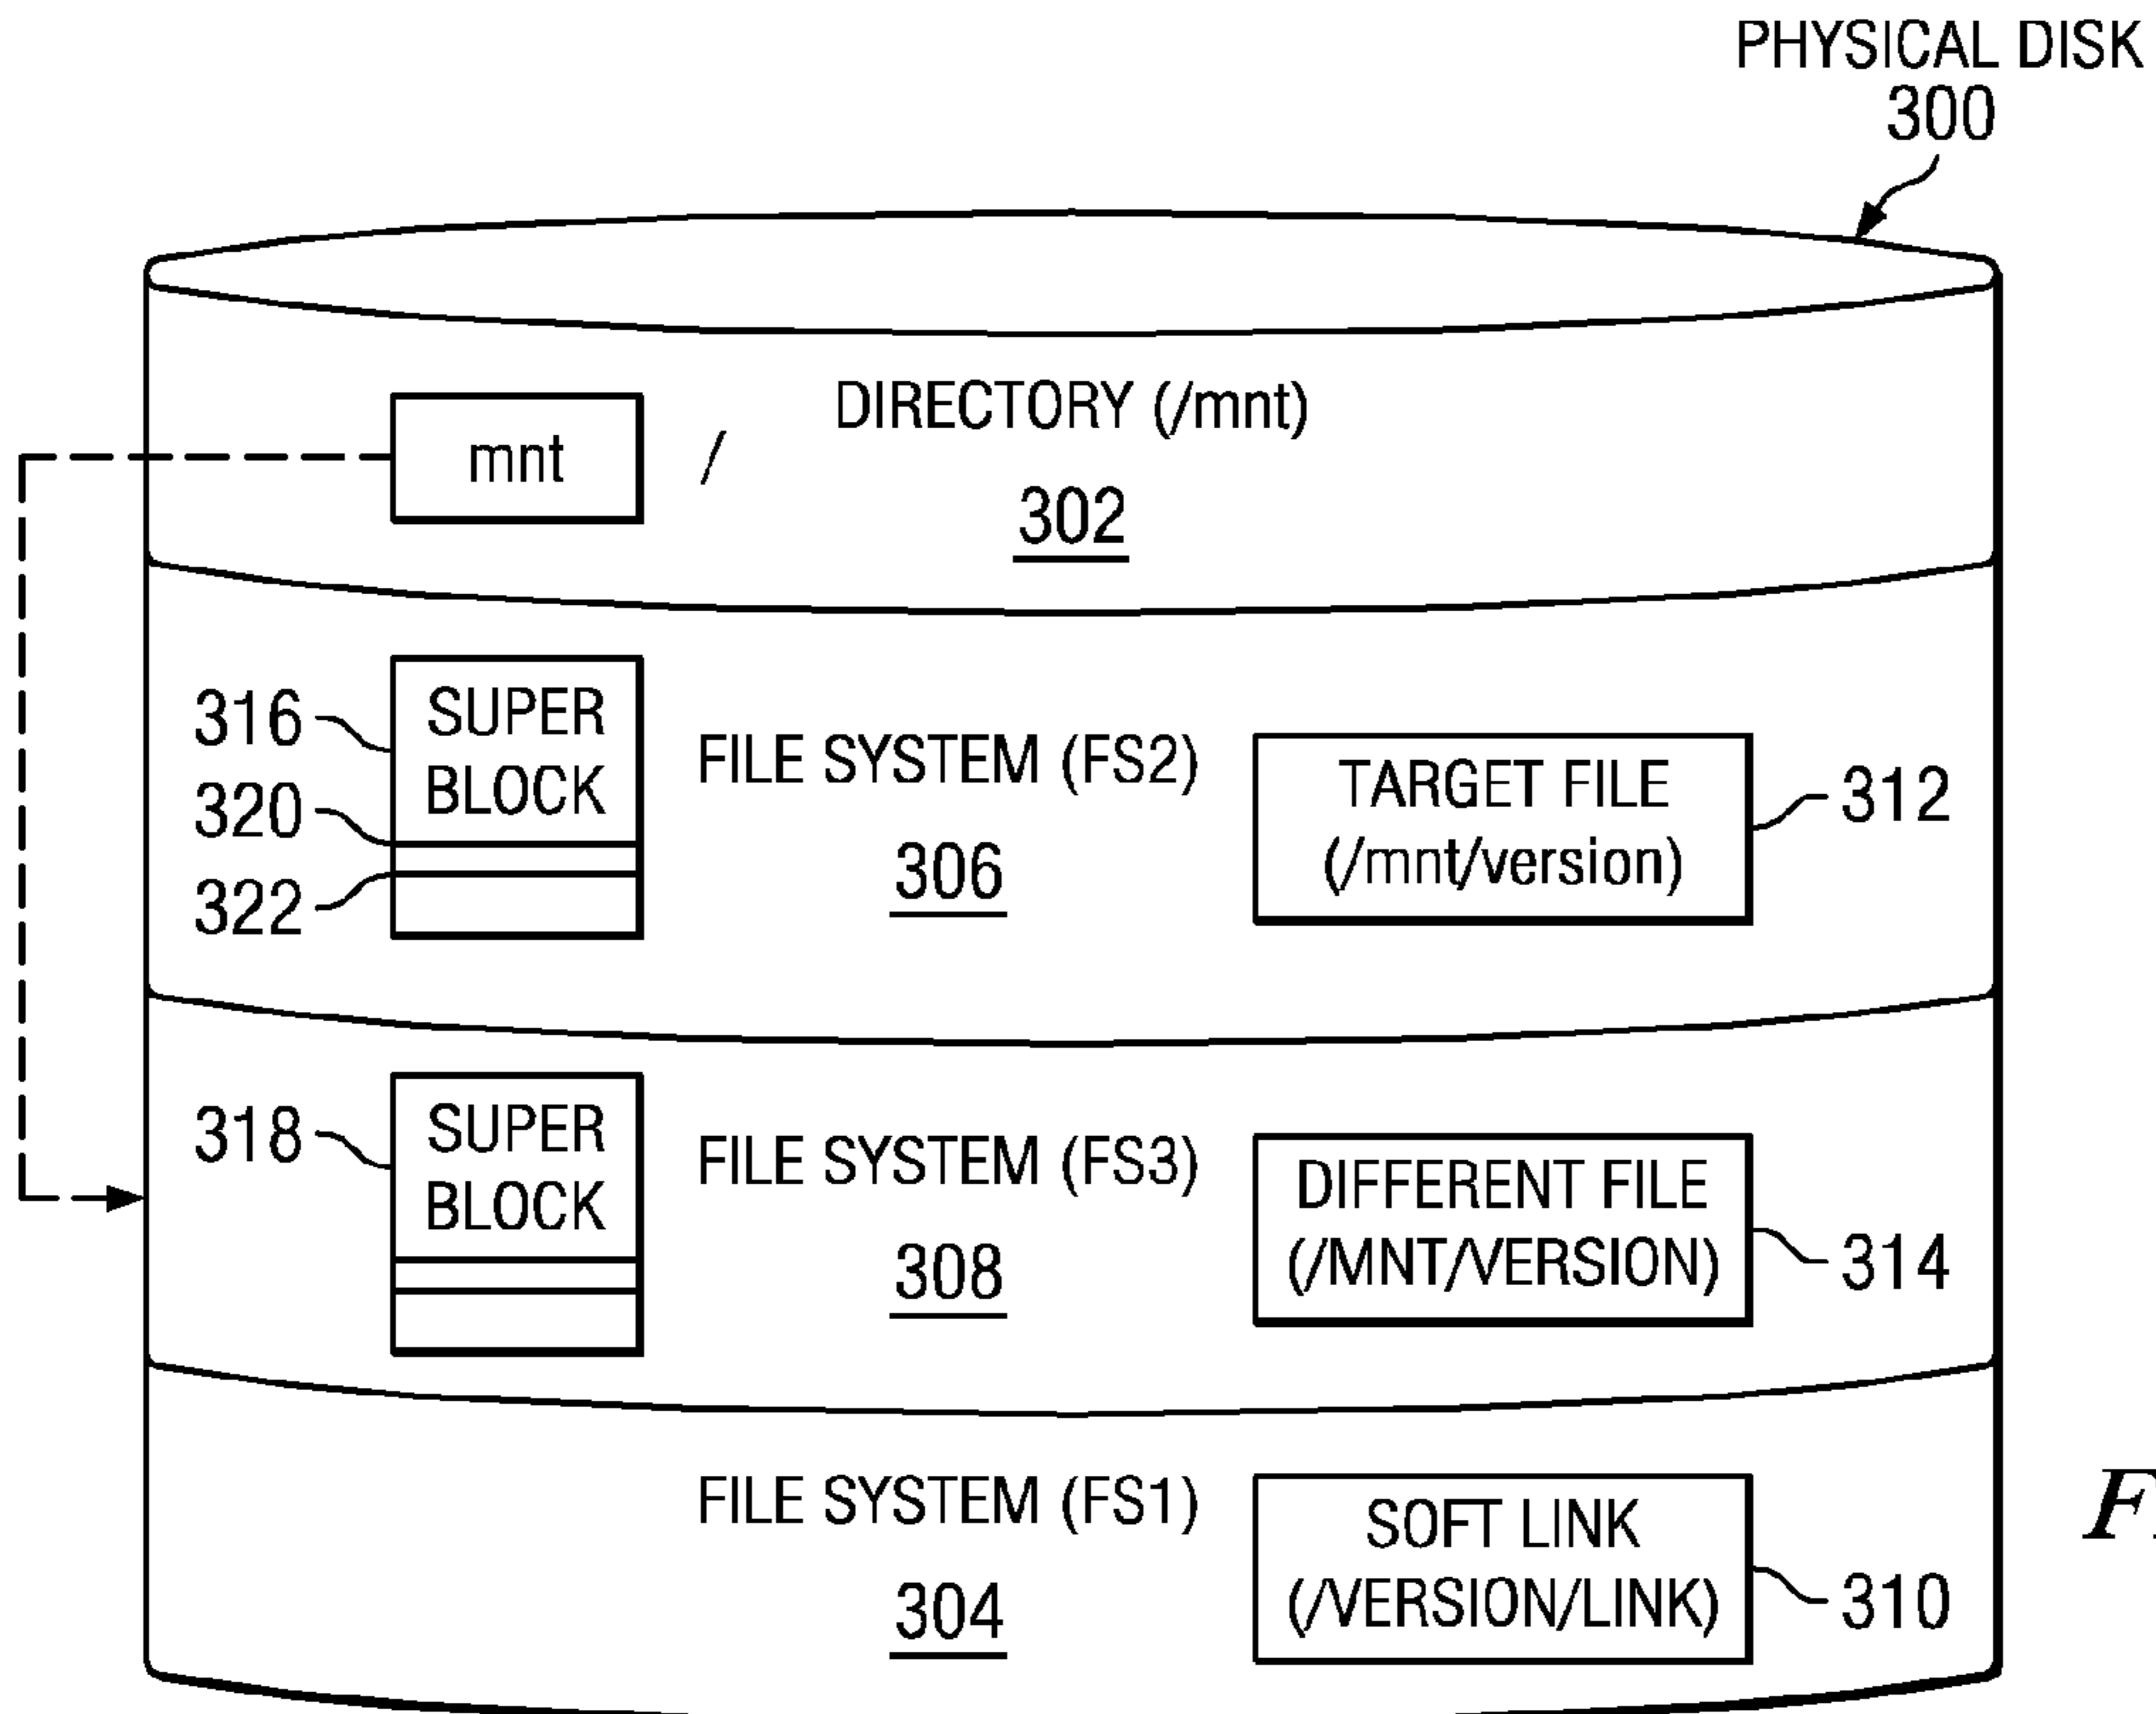 PHYSICAL DISK
300
DIRECTORY (/mnt)
mnt
/
302
316
SUPER
BLOCK
320
322
FILE SYSTEM (FS2)
306
TARGET FILE
(/mnt/version)
312
318
SUPER
BLOCK
FILE SYSTEM (FS3)
308
DIFFERENT FILE
(/MNT/VERSION)
314
FILE SYSTEM (FS1)
304
SOFT LINK
(/VERSION/LINK)
310